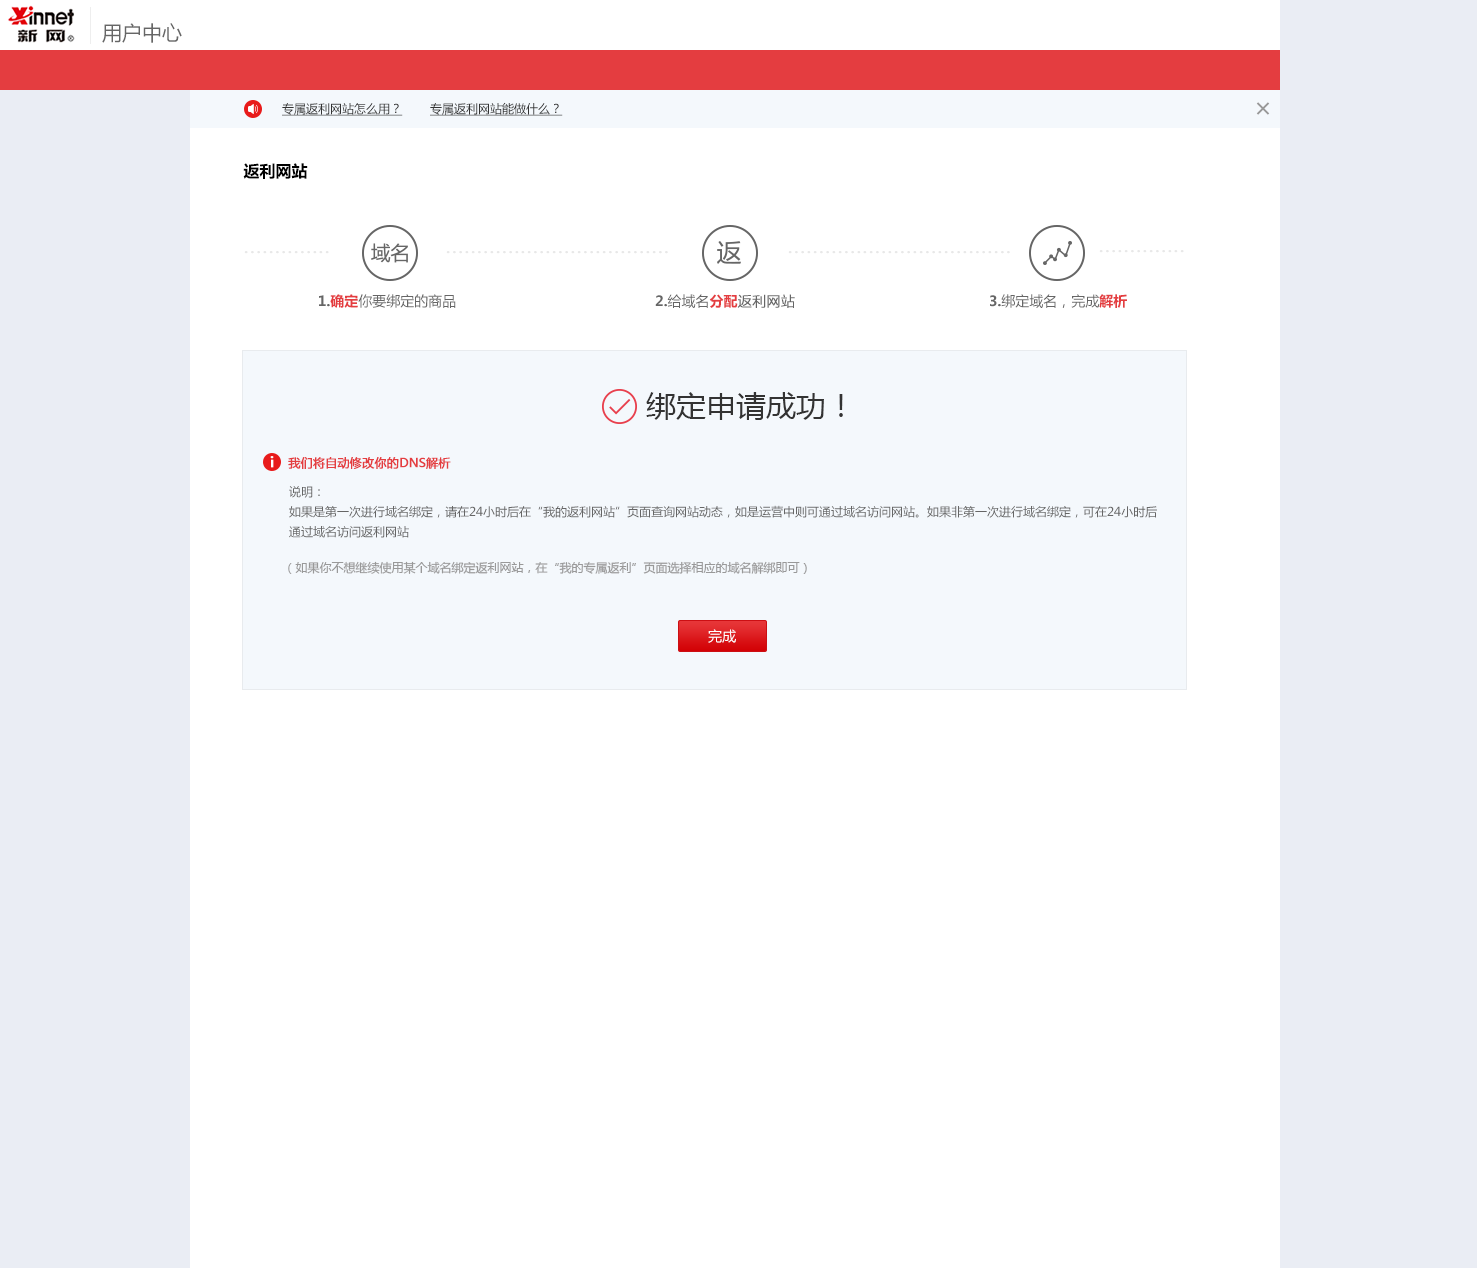 Xinnet
新网®
用户中心
专属返利网站怎么用？ 专属返利网站能做什么？
返利网站
域名 返
1.确定你要绑定的商品 2.给域名分配返利网站 3.绑定域名，完成解析
绑定申请成功！
我们将自动修改你的DNS解析
说明：
如果是第一次进行域名绑定，请在24小时后在“我的返利网站”页面查询网站动态，如是运营中则可通过域名访问网站。如果非第一次进行域名绑定，可在24小时后
通过域名访问返利网站
（如果你不想继续使用某个域名绑定返利网站，在“我的专属返利”页面选择相应的域名解绑即可）
完成